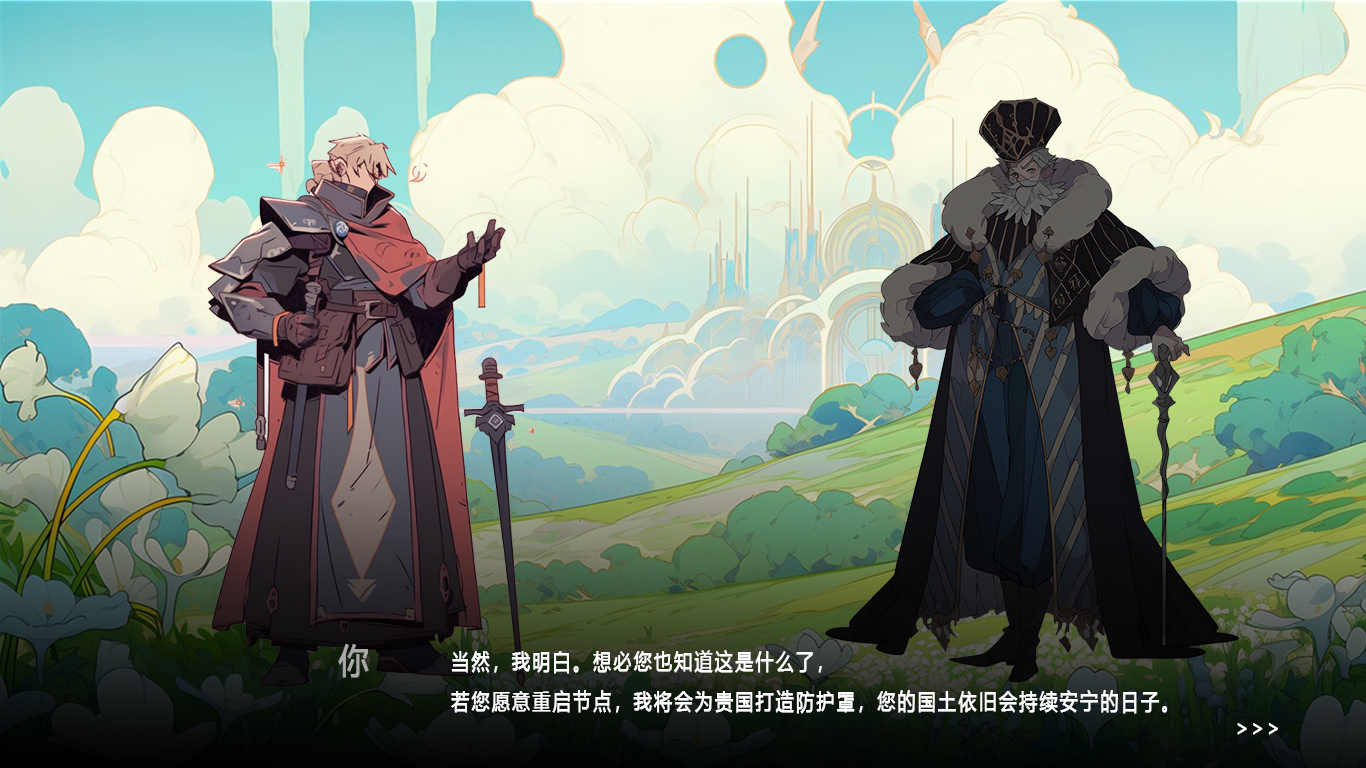 你
当然，我明白。想必您也知道这是什么了，
若您愿意重启节点，我将会为贵国打造防护罩，您的国土依旧会持续安宁的日子。
>>>